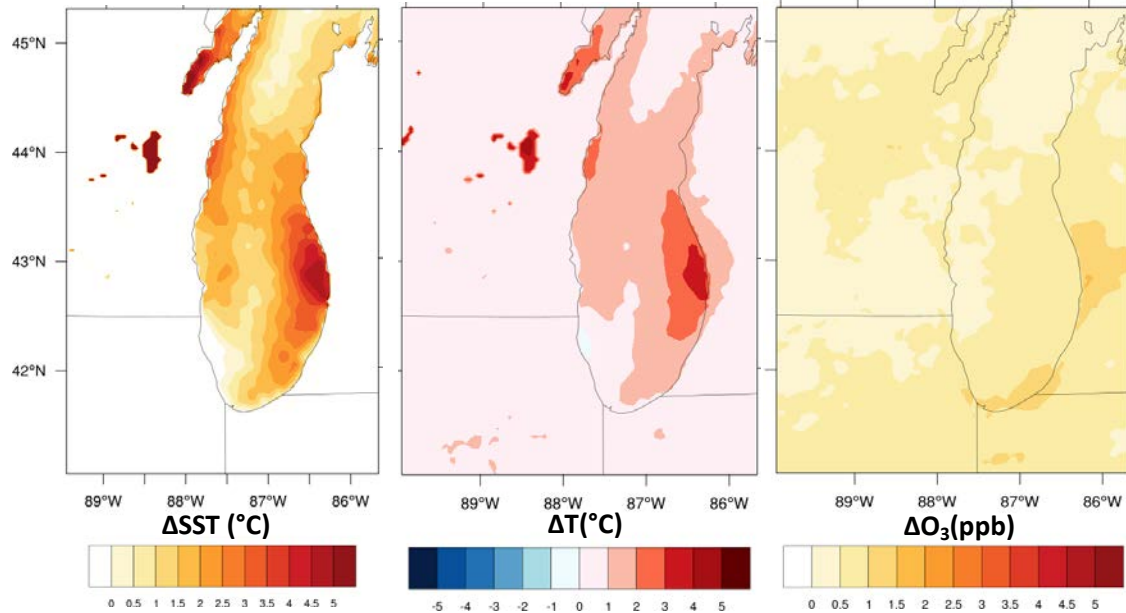 45°N
44°N
43°N
42°N
89°W 88°W 87°W 86°W 89°W 88°W 87°W 86°W 89°W 88°W 87°W 86°W
ΔSST (°C) ΔT(°C) ΔO₃(ppb)
0 0.5 1 1.5 2 2.5 3 3.5 4 4.5 5 -5 -4 -3 -2 -1 0 1 2 3 4 5 0 0.5 1 1.5 2 2.5 3 3.5 4 4.5 5